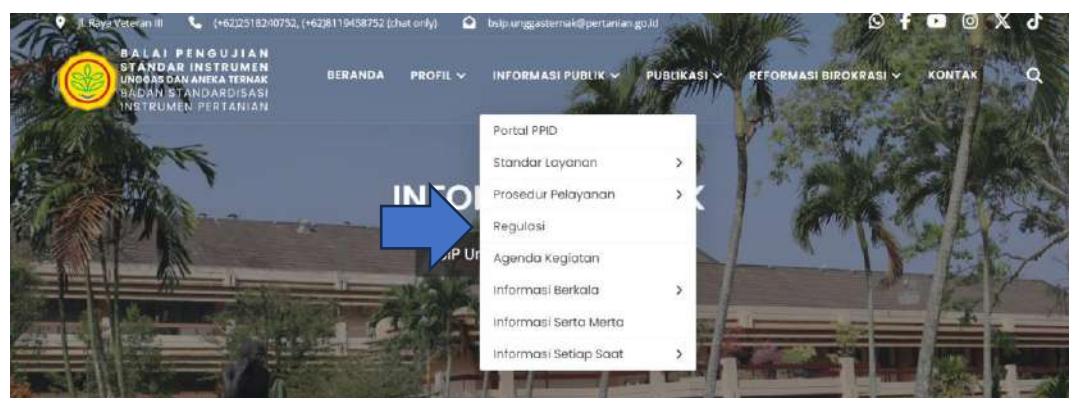 Jl. Raya Veteran III (+62)2518240752, (+62)8119458752 (chat only) bsip.unggasternak@pertanian.go.id
BALAI PENGUJIAN
STANDAR INSTRUMEN
UNGGAS DAN ANEKA TERNAK
BADAN STANDARDISASI
INSTRUMEN PERTANIAN
BERANDA PROFIL INFORMASI PUBLIK PUBLIKASI REFORMASI BIROKRASI KONTAK
Portal PPID
Standar Layanan
Prosedur Pelayanan
Regulasi
Agenda Kegiatan
Informasi Berkala
Informasi Serta Merta
Informasi Setiap Saat